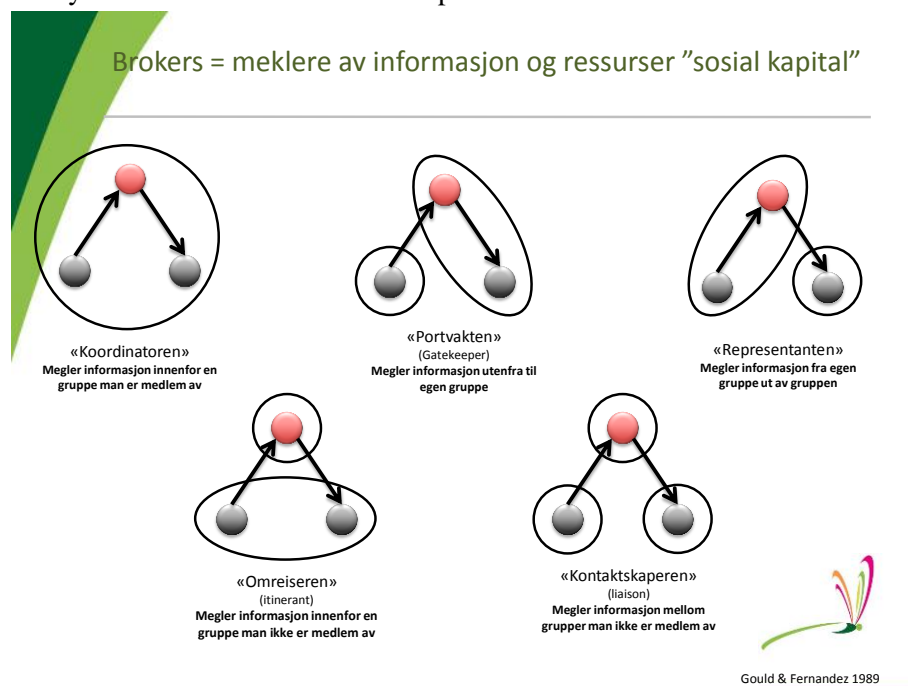 Brokers = meklere av informasjon og ressurser ”sosial kapital”
«Koordinatoren»
Megler informasjon innenfor en
gruppe man er medlem av
«Portvakten»
(Gatekeeper)
Megler informasjon utenfra til
egen gruppe
«Representanten»
Megler informasjon fra egen
gruppe ut av gruppen
«Omreiseren»
(itinerant)
Megler informasjon innenfor en
gruppe man ikke er medlem av
«Kontaktskaperen»
(liaison)
Megler informasjon mellom
grupper man ikke er medlem av
Gould & Fernandez 1989